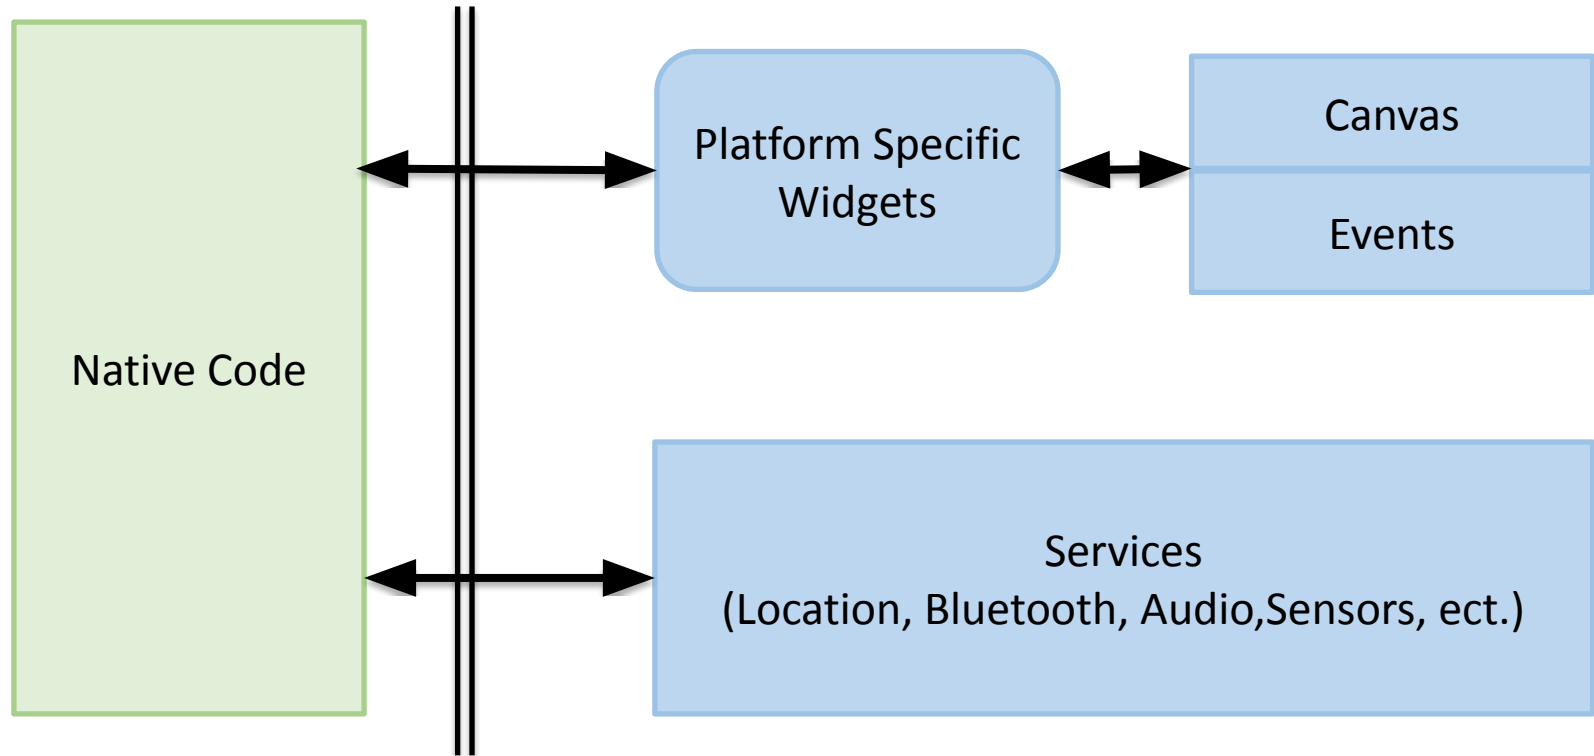 Native Code
Platform Specific
Widgets
Canvas
Events
Services
(Location, Bluetooth, Audio,Sensors, ect.)